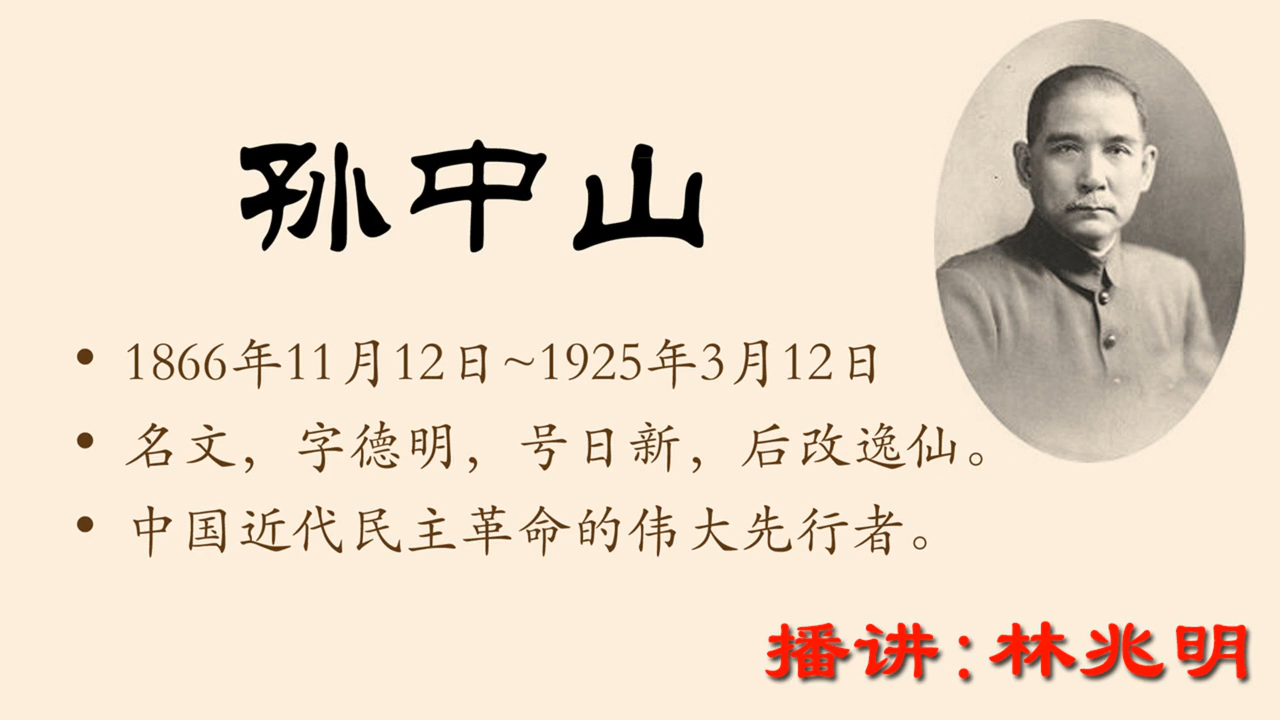 孙中山
• 1866年11月12日~1925年3月12日
• 名文，字德明，号日新，后改逸仙。
• 中国近代民主革命的伟大先行者。
播讲:林兆明